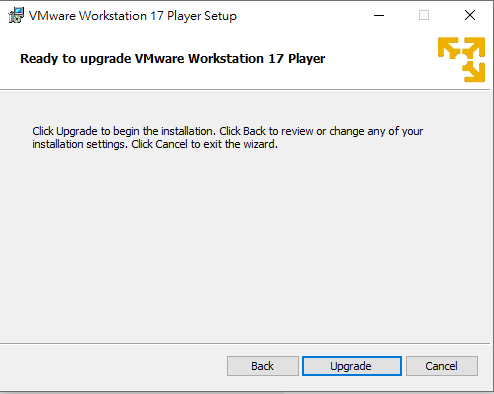 VMware Workstation 17 Player Setup
Ready to upgrade VMware Workstation 17 Player
Click Upgrade to begin the installation. Click Back to review or change any of your
installation settings. Click Cancel to exit the wizard.
Back Upgrade Cancel